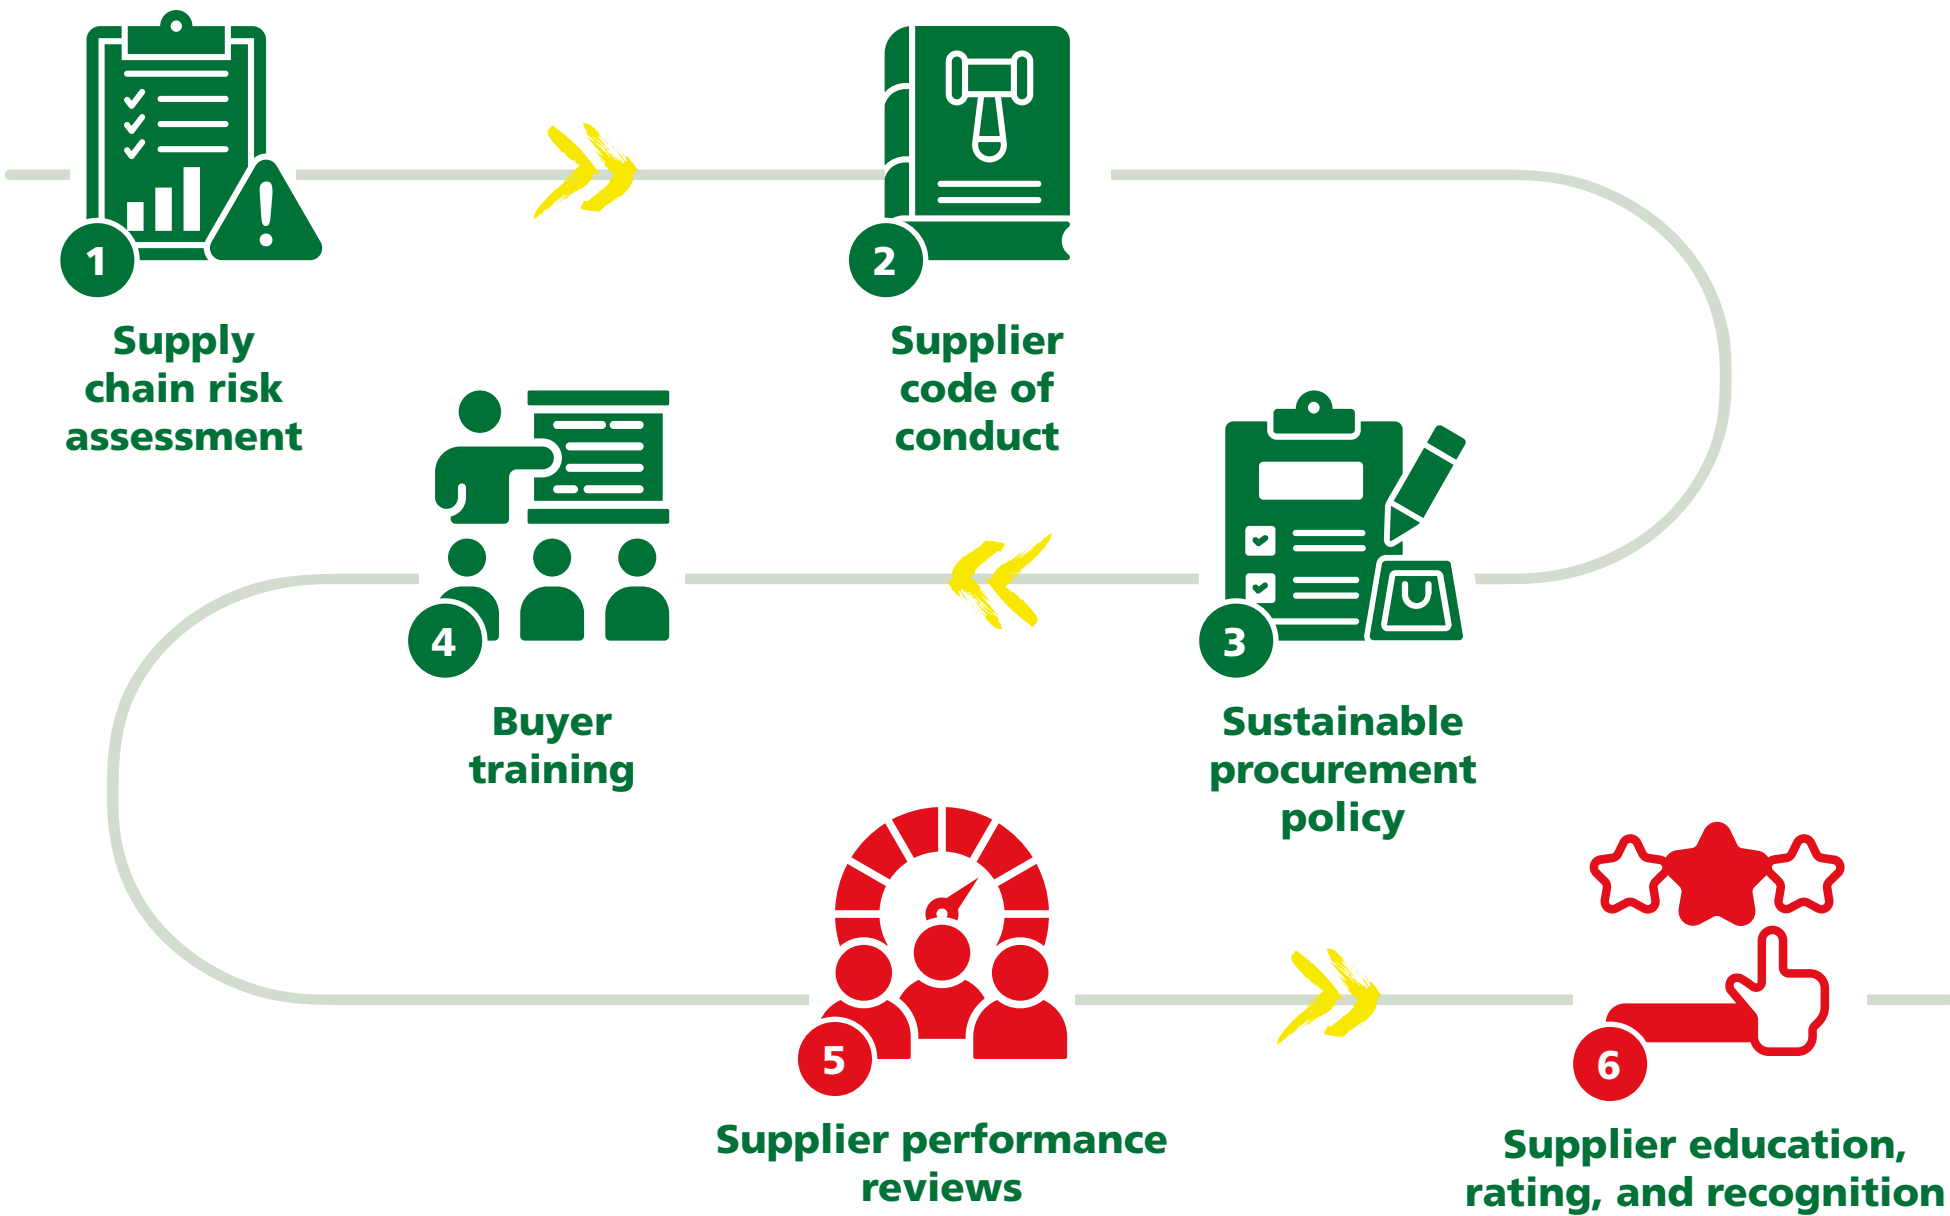 1
Supply
chain risk
assessment
2
Supplier
code of
conduct
3
Sustainable
procurement
policy
4
Buyer
training
5
Supplier performance
reviews
6
Supplier education,
rating, and recognition